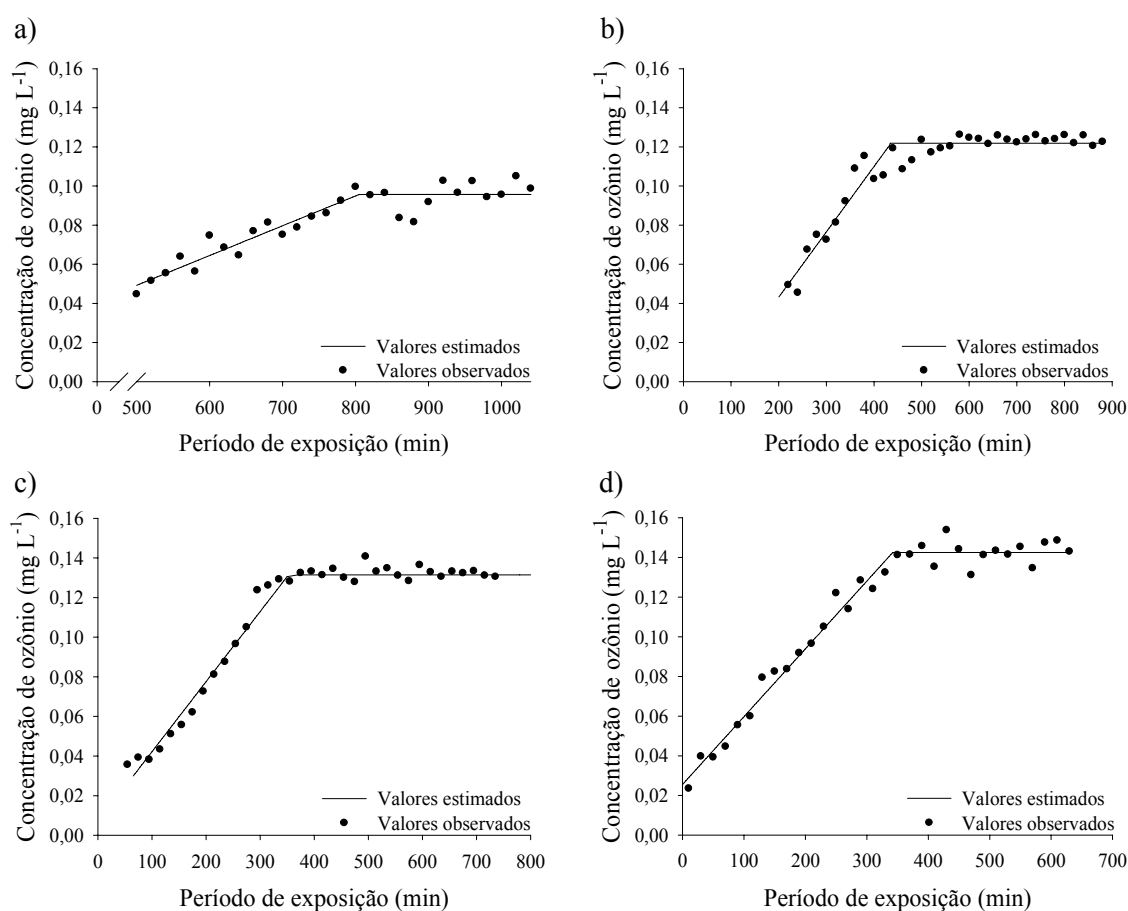 a)
Concentração de ozônio (mg L⁻¹)
0,16
0,14
0,12
0,10
0,08
0,06
0,04
0,02
0,00
Valores estimados
Valores observados
0 500 600 700 800 900 1000
Período de exposição (min)
b)
Concentração de ozônio (mg L⁻¹)
0,16
0,14
0,12
0,10
0,08
0,06
0,04
0,02
0,00
Valores estimados
Valores observados
0 100 200 300 400 500 600 700 800 900
Período de exposição (min)
c)
Concentração de ozônio (mg L⁻¹)
0,16
0,14
0,12
0,10
0,08
0,06
0,04
0,02
0,00
Valores estimados
Valores observados
0 100 200 300 400 500 600 700 800
Período de exposição (min)
d)
Concentração de ozônio (mg L⁻¹)
0,16
0,14
0,12
0,10
0,08
0,06
0,04
0,02
0,00
Valores estimados
Valores observados
0 100 200 300 400 500 600 700
Período de exposição (min)